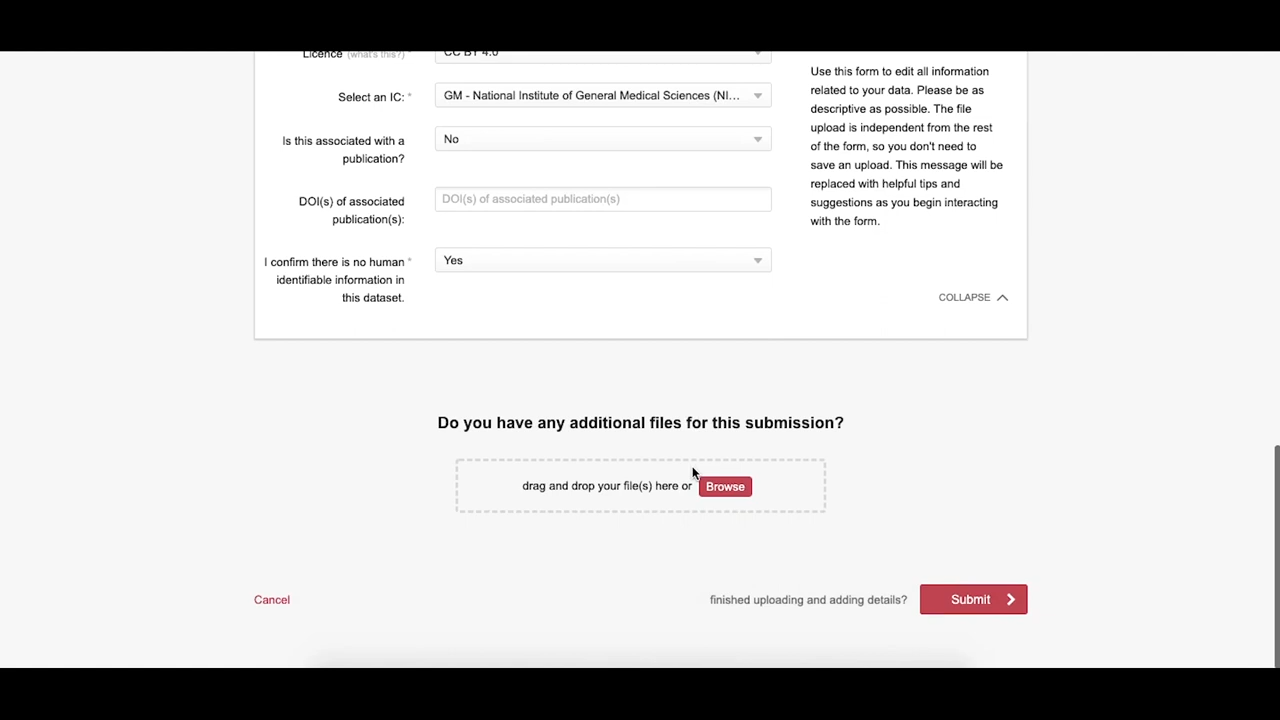 Licence (what's this?) *
CC BY 4.0
Select an IC: *
GM - National Institute of General Medical Sciences (NI...
Is this associated with a
publication?
No
DOI(s) of associated
publication(s):
DOI(s) of associated publication(s)
I confirm there is no human *
identifiable information in
this dataset.
Yes
Use this form to edit all information
related to your data. Please be as
descriptive as possible. The file
upload is independent from the rest
of the form, so you don't need to
save an upload. This message will be
replaced with helpful tips and
suggestions as you begin interacting
with the form.
COLLAPSE
Do you have any additional files for this submission?
drag and drop your file(s) here or Browse
Cancel
finished uploading and adding details?
Submit